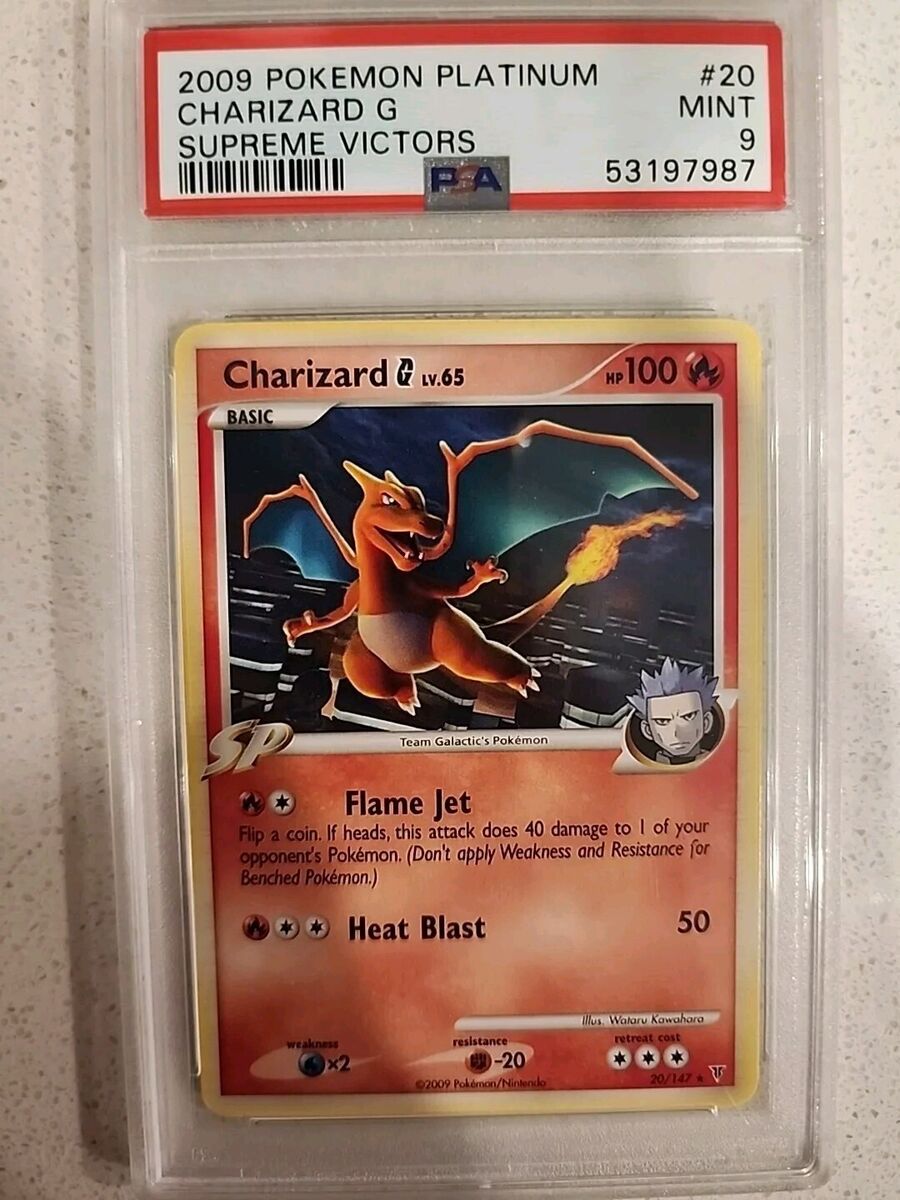 2009 POKEMON PLATINUM #20
CHARIZARD G MINT
SUPREME VICTORS 9
PSA 53197987
Charizard G LV.65 HP100
BASIC
SP
Team Galactic's Pokémon
Flame Jet
Flip a coin. If heads, this attack does 40 damage to 1 of your
opponent's Pokémon. (Don't apply Weakness and Resistance for
Benched Pokémon.)
Heat Blast 50
Illus. Wataru Kawahara
weakness resistance retreat cost
×2 -20
©2009 Pokémon/Nintendo 20/147 ★